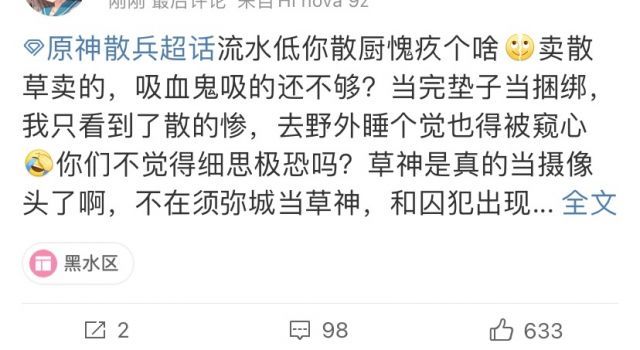 刚刚 最后评论 来自Hi nova 9z
原神散兵超话流水低你散厨愧疚个啥🫠卖散
草卖的，吸血鬼吸的还不够？当完垫子当捆绑，
我只看到了散的惨，去野外睡个觉也得被窥心
🤣你们不觉得细思极恐吗？草神是真的当摄像
头了啊，不在须弥城当草神，和囚犯出现... 全文
黑水区
2 98 633